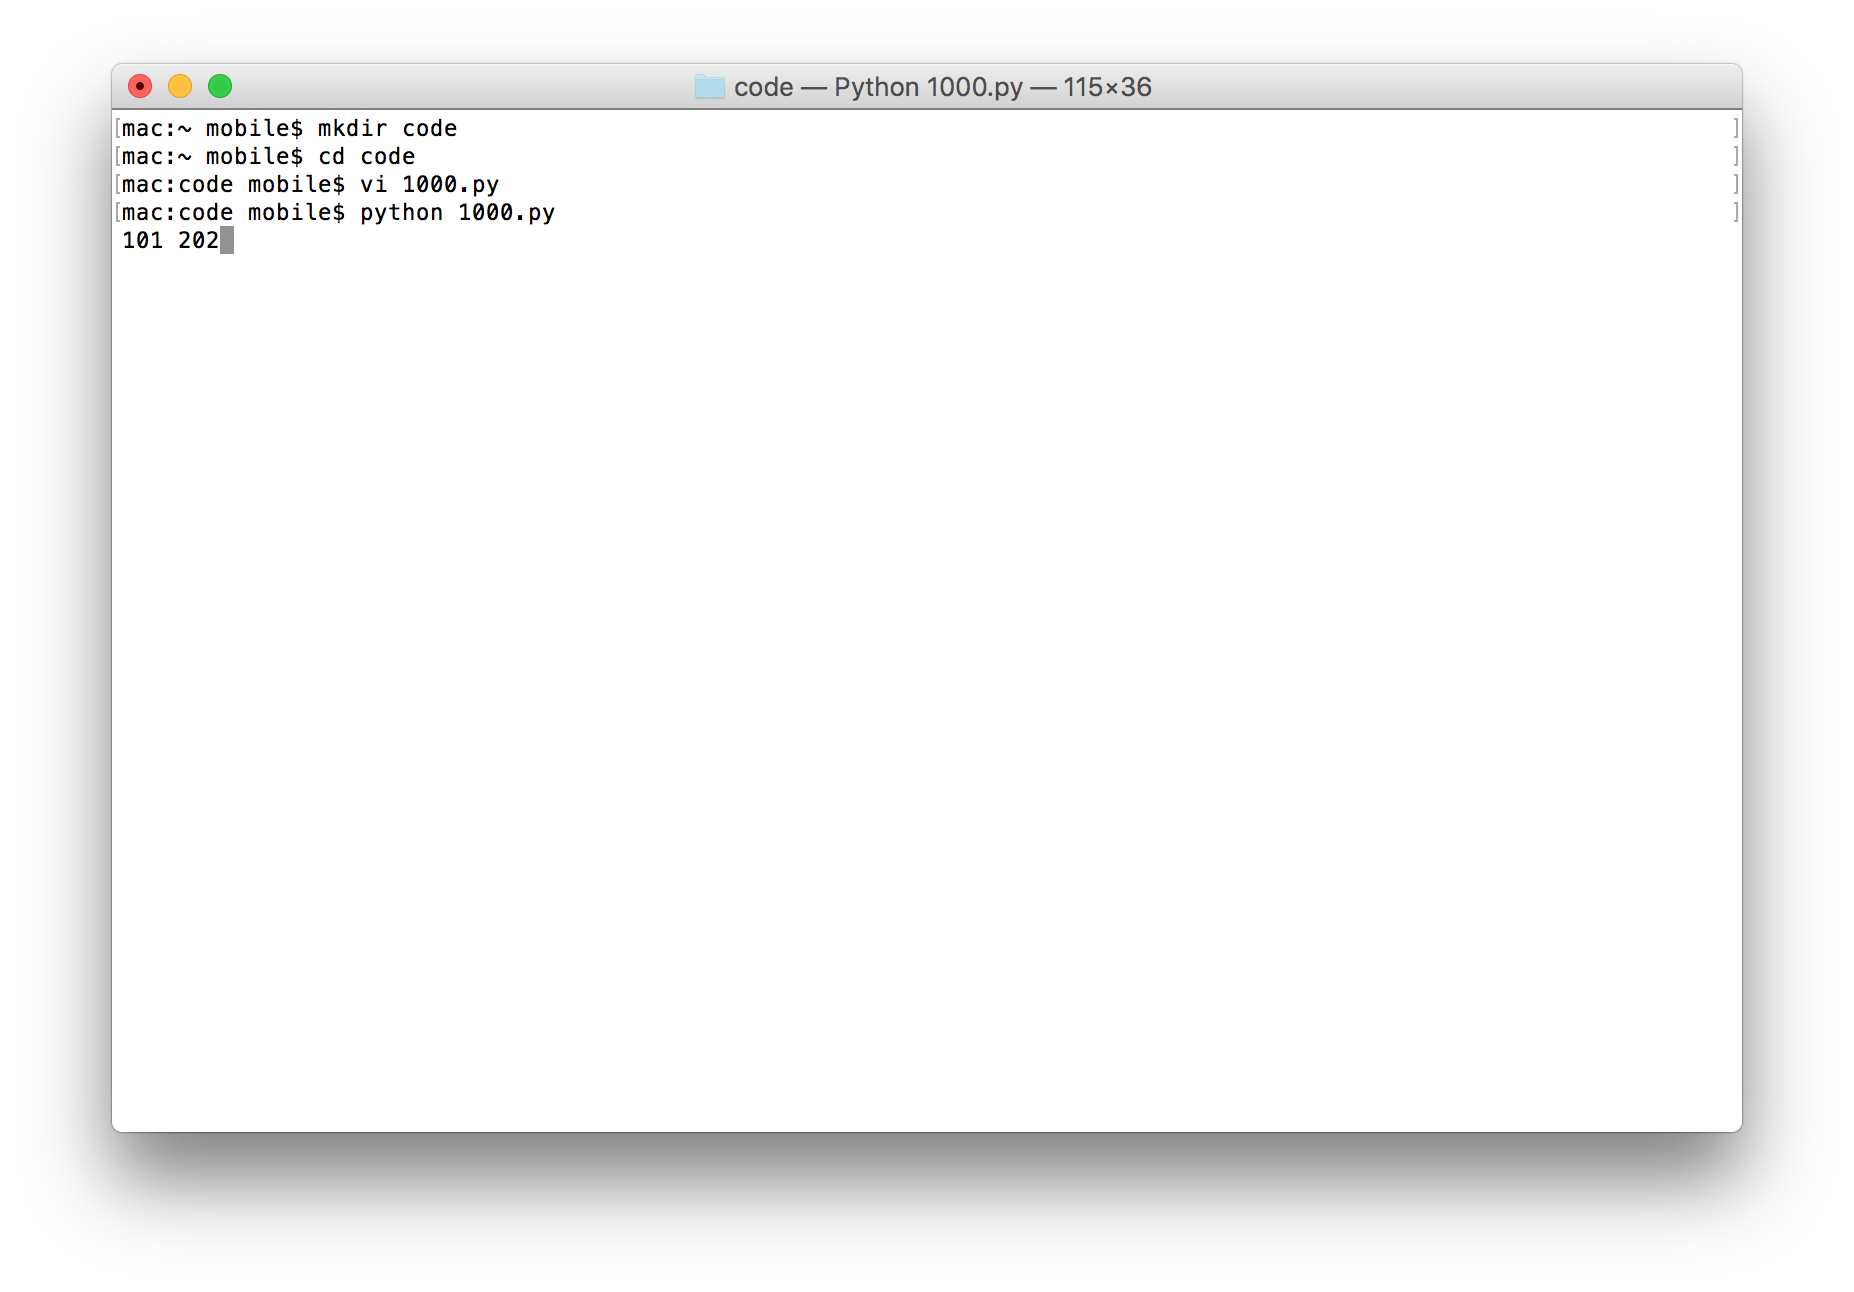 code — Python 1000.py — 115×36
[mac:~ mobile$ mkdir code ]
[mac:~ mobile$ cd code ]
[mac:code mobile$ vi 1000.py ]
[mac:code mobile$ python 1000.py ]
101 202